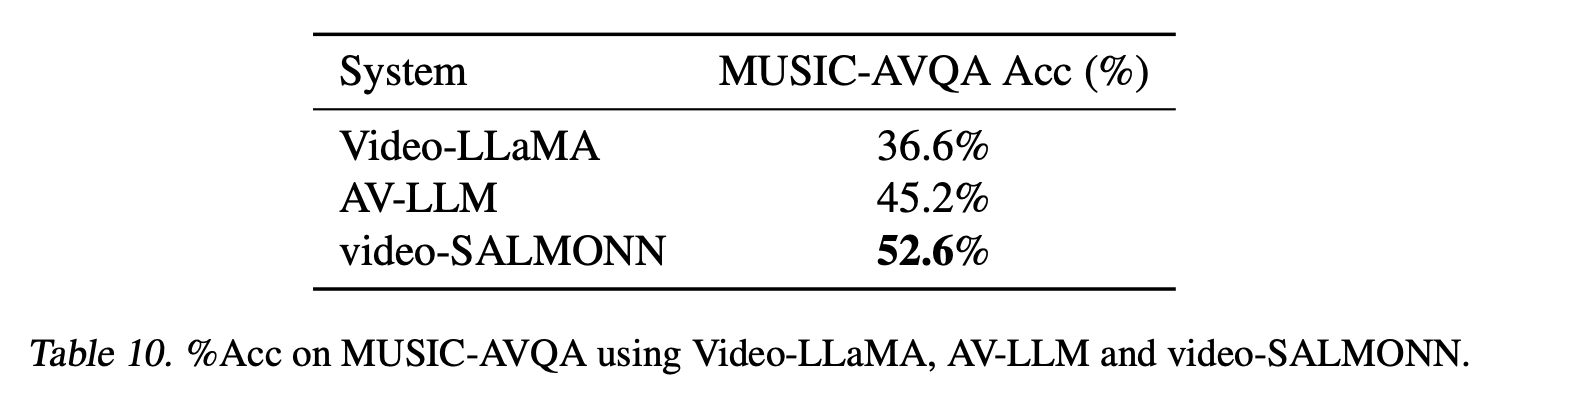 System MUSIC-AVQA Acc (%)
Video-LLaMA 36.6%
AV-LLM 45.2%
video-SALMONN 52.6%
Table 10. %Acc on MUSIC-AVQA using Video-LLaMA, AV-LLM and video-SALMONN.